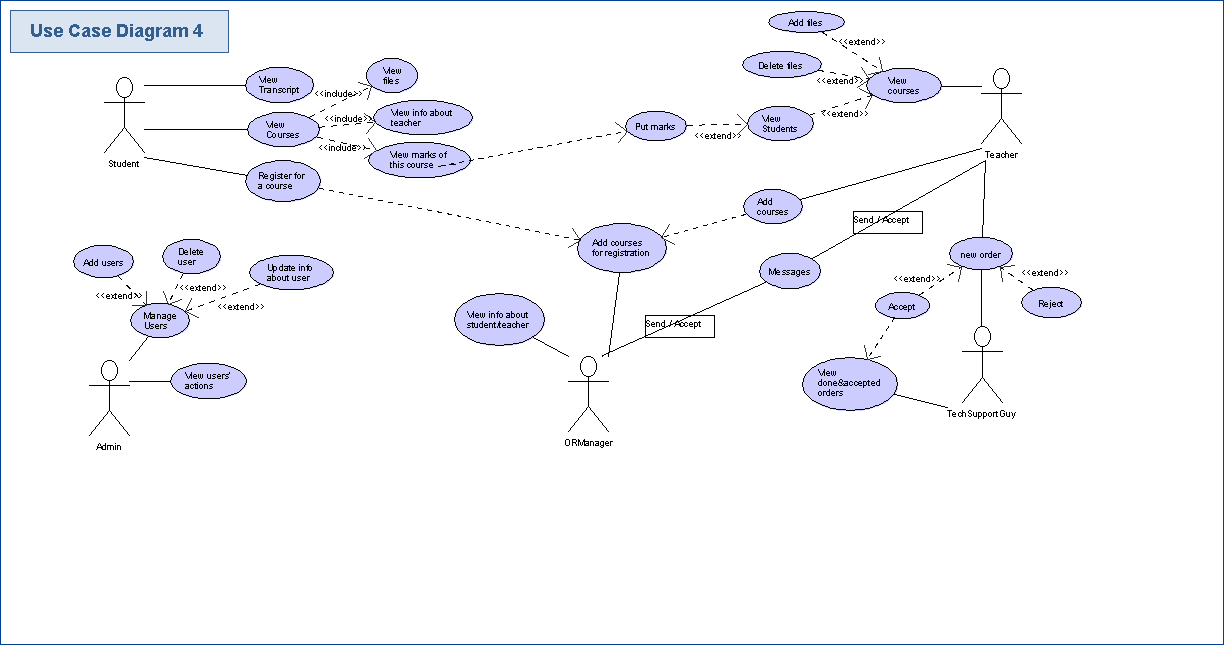 Use Case Diagram 4
Add files
<<extend>>
Delete files
<<extend>>
View
courses
<<extend>>
View
Students
<<extend>>
Put marks
Teacher
View
Transcript
View
files
<<include>>
View
Courses
<<include>>
View info about
teacher
<<include>>
View marks of
this course
Student
Register for
a course
Add
courses
Send / Accept
Add courses
for registration
Messages
new order
<<extend>>
<<extend>>
Accept
Reject
Add users
Delete
user
Update info
about user
<<extend>>
<<extend>>
<<extend>>
Manage
Users
View info about
student/teacher
Send / Accept
View users'
actions
Admin
ORManager
View
done&accepted
orders
TechSupportGuy